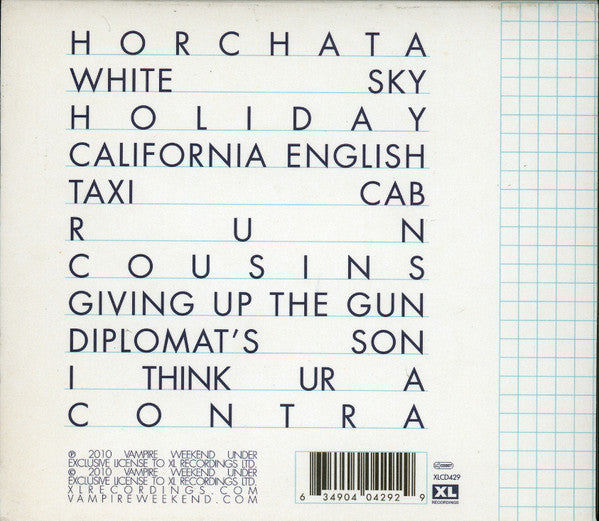 HORCHATA
WHITE SKY
HOLIDAY
CALIFORNIA ENGLISH
TAXI CAB
RUN
COUSINS
GIVING UP THE GUN
DIPLOMAT'S SON
I THINK UR A
CONTRA
℗ 2010 VAMPIRE WEEKEND UNDER
EXCLUSIVE LICENSE TO XL RECORDINGS LTD.
© 2010 VAMPIRE WEEKEND UNDER
EXCLUSIVE LICENSE TO XL RECORDINGS LTD.
XLRECORDINGS.COM
VAMPIREWEEKEND.COM
6 34904 04292 9
XLCD429
XL
RECORDINGS